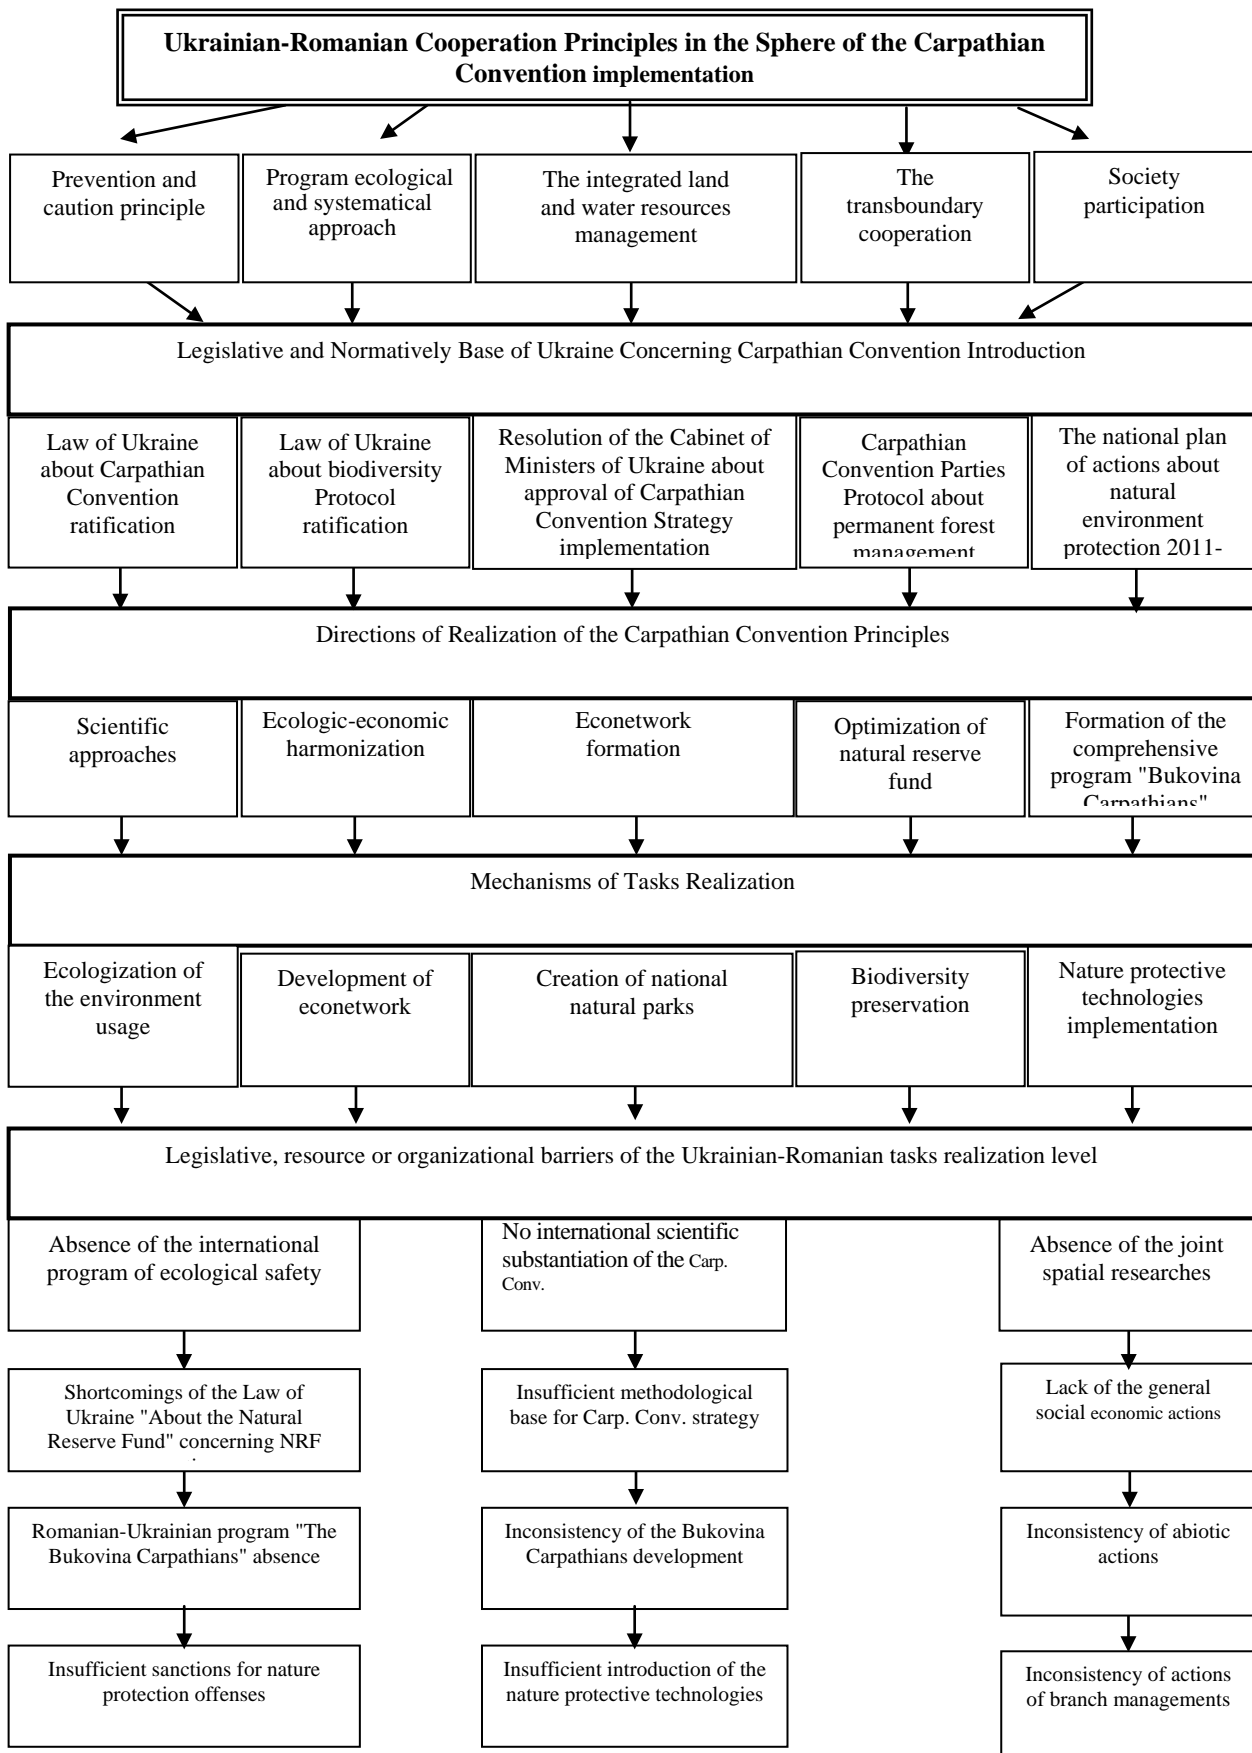 Ukrainian-Romanian Cooperation Principles in the Sphere of the Carpathian
Convention implementation
Prevention and
caution principle
Program ecological
and systematical
approach
The integrated land
and water resources
management
The
transboundary
cooperation
Society
participation
Legislative and Normatively Base of Ukraine Concerning Carpathian Convention Introduction
Law of Ukraine
about Carpathian
Convention
ratification
Law of Ukraine
about biodiversity
Protocol
ratification
Resolution of the Cabinet of
Ministers of Ukraine about
approval of Carpathian
Convention Strategy
implementation
Carpathian
Convention Parties
Protocol about
permanent forest
management
The national plan
of actions about
natural
environment
protection 2011-
Directions of Realization of the Carpathian Convention Principles
Scientific
approaches
Ecologic-economic
harmonization
Econetwork
formation
Optimization of
natural reserve
fund
Formation of the
comprehensive
program "Bukovina
Carpathians"
Mechanisms of Tasks Realization
Ecologization of
the environment
usage
Development of
econetwork
Creation of national
natural parks
Biodiversity
preservation
Nature protective
technologies
implementation
Legislative, resource or organizational barriers of the Ukrainian-Romanian tasks realization level
Absence of the international
program of ecological safety
No international scientific
substantiation of the Carp.
Conv.
Absence of the joint
spatial researches
Shortcomings of the Law of
Ukraine "About the Natural
Reserve Fund" concerning NRF
Insufficient methodological
base for Carp. Conv. strategy
Lack of the general
social economic actions
Romanian-Ukrainian program "The
Bukovina Carpathians" absence
Inconsistency of the Bukovina
Carpathians development
Inconsistency of abiotic
actions
Insufficient sanctions for nature
protection offenses
Insufficient introduction of the
nature protective technologies
Inconsistency of actions
of branch managements